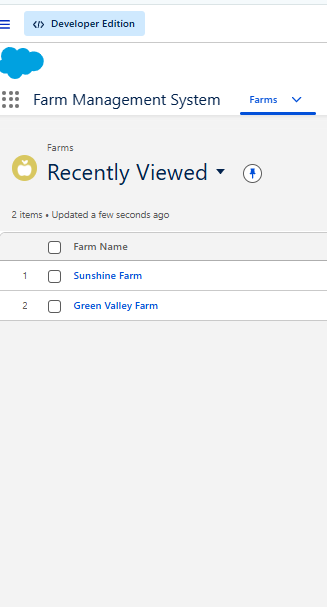 </> Developer Edition
Farm Management System
Farms
Farms
Recently Viewed
2 items • Updated a few seconds ago
Farm Name
1 Sunshine Farm
2 Green Valley Farm